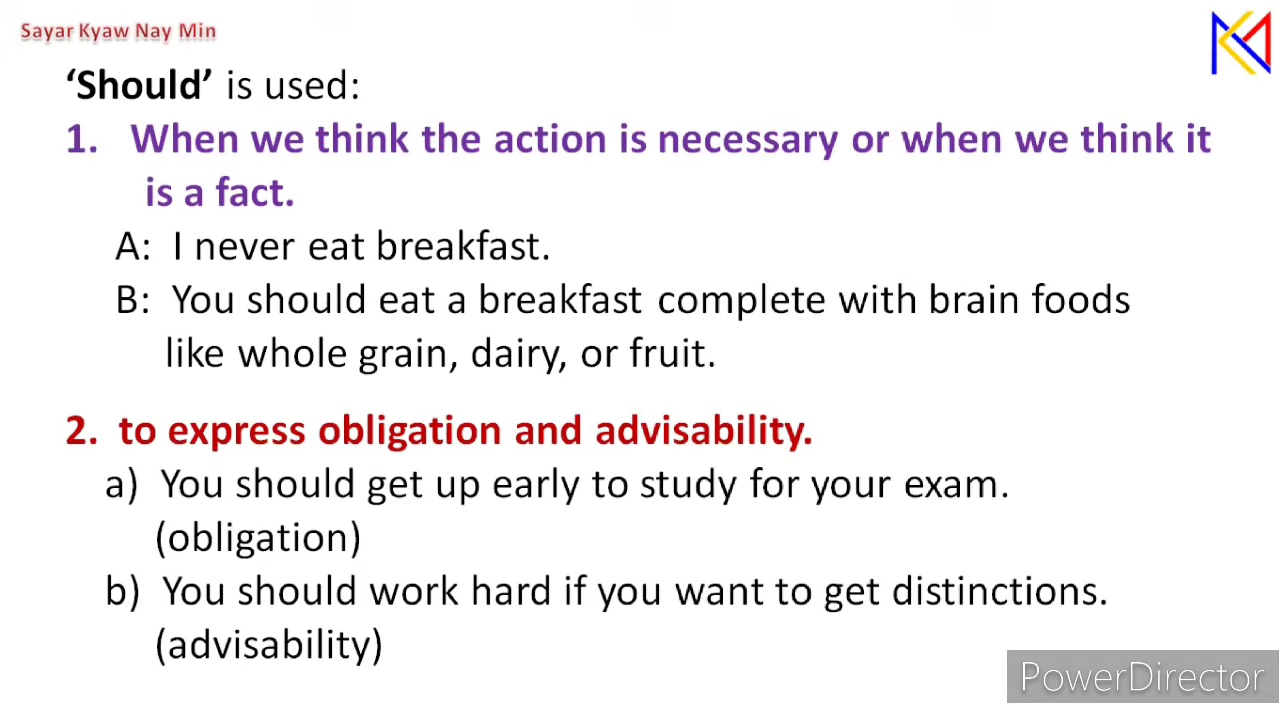 Sayar Kyaw Nay Min
‘Should’ is used:
1. When we think the action is necessary or when we think it
is a fact.
A: I never eat breakfast.
B: You should eat a breakfast complete with brain foods
like whole grain, dairy, or fruit.
2. to express obligation and advisability.
a) You should get up early to study for your exam.
(obligation)
b) You should work hard if you want to get distinctions.
(advisability)
PowerDirector